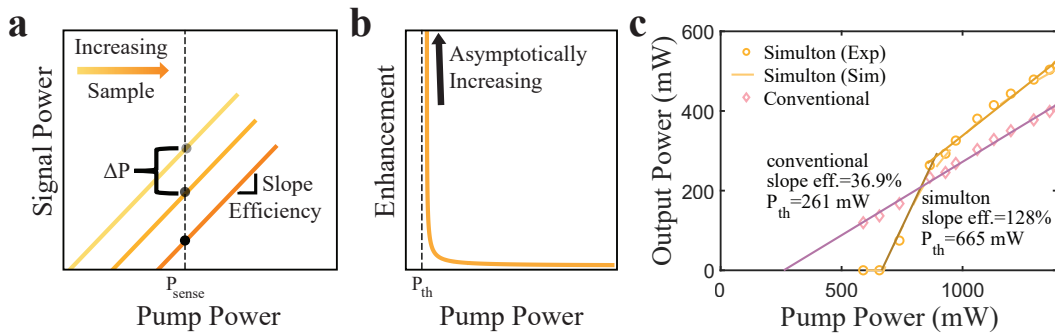 a
Increasing
Sample
ΔP
Slope
Efficiency
Signal Power
P_sense
Pump Power
b
Asymptotically
Increasing
Enhancement
P_th
Pump Power
c
600
400
200
0
Output Power (mW)
Simulton (Exp)
Simulton (Sim)
Conventional
conventional
slope eff.=36.9%
P_th=261 mW
simulton
slope eff.=128%
P_th=665 mW
0
500
1000
Pump Power (mW)